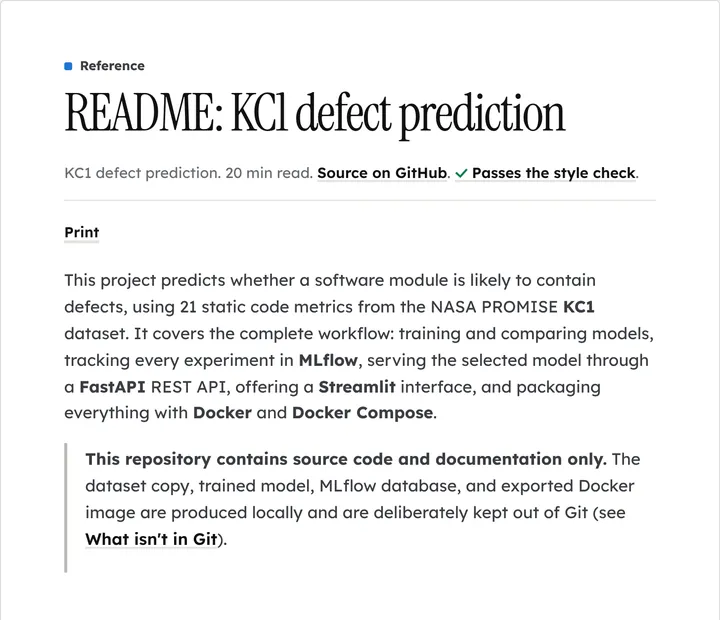 Reference
README: KC1 defect prediction
KC1 defect prediction. 20 min read. Source on GitHub. ✓ Passes the style check.
Print
This project predicts whether a software module is likely to contain
defects, using 21 static code metrics from the NASA PROMISE KC1
dataset. It covers the complete workflow: training and comparing models,
tracking every experiment in MLflow, serving the selected model through
a FastAPI REST API, offering a Streamlit interface, and packaging
everything with Docker and Docker Compose.
This repository contains source code and documentation only. The
dataset copy, trained model, MLflow database, and exported Docker
image are produced locally and are deliberately kept out of Git (see
What isn't in Git).